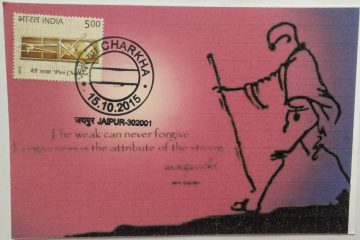 भारत INDIA
5.00
CHARKHA
15.10.2015
जयपुर JAIPUR-302001
The weak can never forgive
Forgiveness is the attribute of the strong